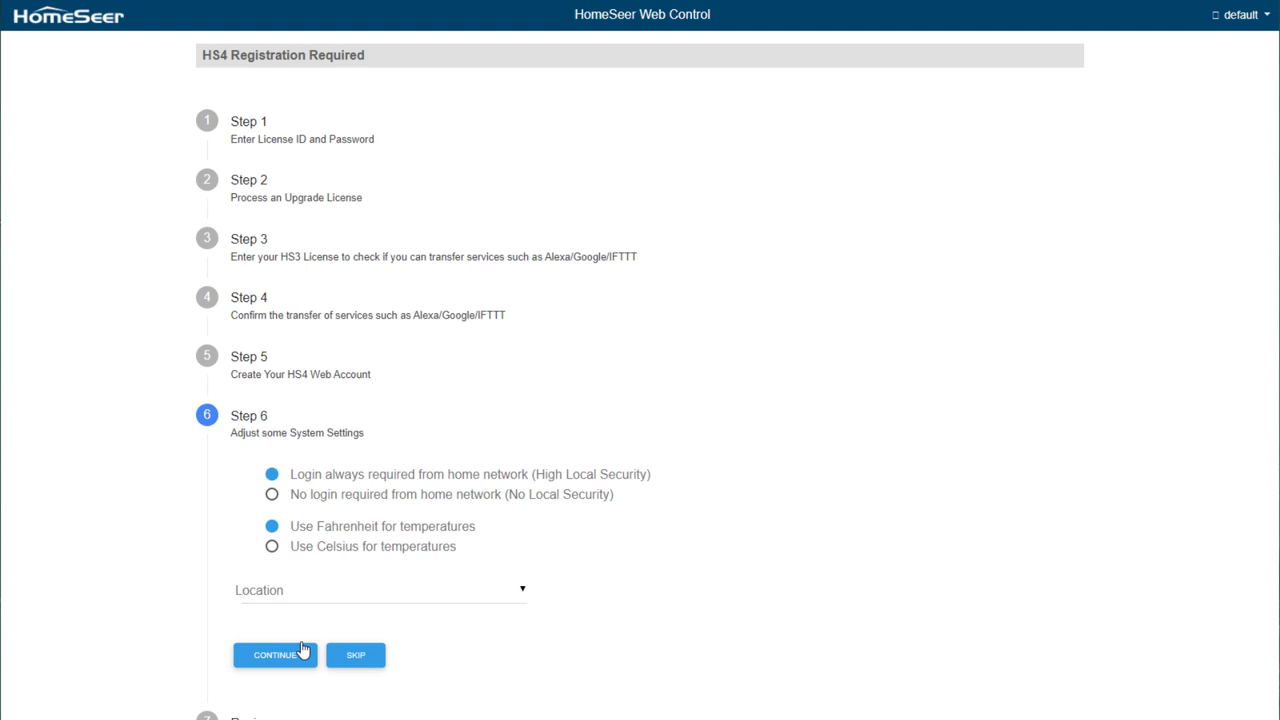 HomeSeer
HomeSeer Web Control
default
HS4 Registration Required
1
Step 1
Enter License ID and Password
2
Step 2
Process an Upgrade License
3
Step 3
Enter your HS3 License to check if you can transfer services such as Alexa/Google/IFTTT
4
Step 4
Confirm the transfer of services such as Alexa/Google/IFTTT
5
Step 5
Create Your HS4 Web Account
6
Step 6
Adjust some System Settings
Login always required from home network (High Local Security)
No login required from home network (No Local Security)
Use Fahrenheit for temperatures
Use Celsius for temperatures
Location
CONTINUE
SKIP